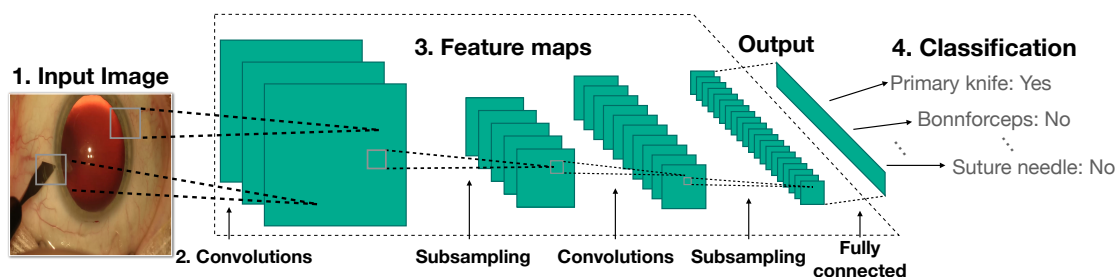 1. Input Image
2. Convolutions
3. Feature maps
Subsampling
Convolutions
Subsampling
Fully
connected
Output
4. Classification
Primary knife: Yes
Bonnforceps: No
Suture needle: No